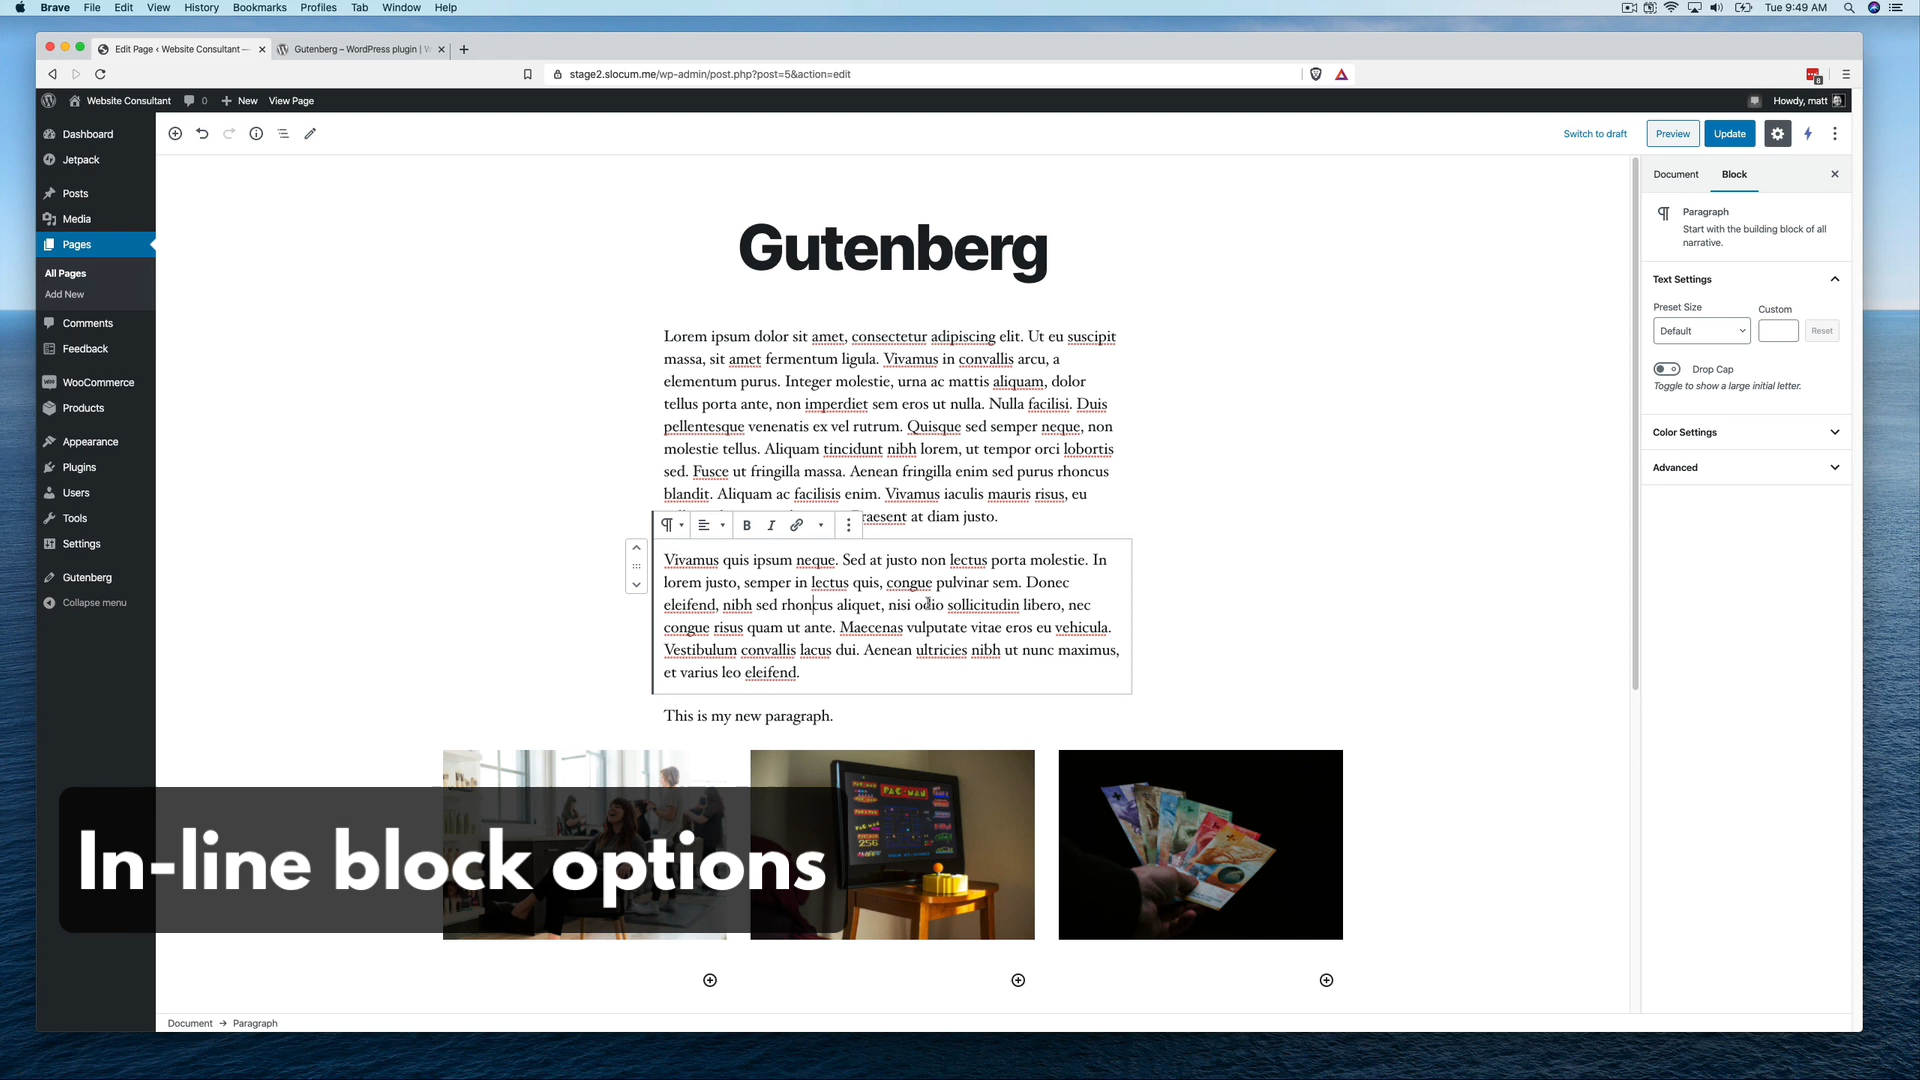 Brave File Edit View History Bookmarks Profiles Tab Window Help
Tue 9:49 AM
Edit Page ‹ Website Consultant —
Gutenberg – WordPress plugin |
stage2.slocum.me/wp-admin/post.php?post=5&action=edit
8
Website Consultant 0 New View Page
Howdy, matt
Dashboard
Jetpack
Posts
Media
Pages
All Pages
Add New
Comments
Feedback
WooCommerce
Products
Appearance
Plugins
Users
Tools
Settings
Gutenberg
Collapse menu
Switch to draft
Preview
Update
Gutenberg
Lorem ipsum dolor sit amet, consectetur adipiscing elit. Ut eu suscipit
massa, sit amet fermentum ligula. Vivamus in convallis arcu, a
elementum purus. Integer molestie, urna ac mattis aliquam, dolor
tellus porta ante, non imperdiet sem eros ut nulla. Nulla facilisi. Duis
pellentesque venenatis ex vel rutrum. Quisque sed semper neque, non
molestie tellus. Aliquam tincidunt nibh lorem, ut tempor orci lobortis
sed. Fusce ut fringilla massa. Aenean fringilla enim sed purus rhoncus
blandit. Aliquam ac facilisis enim. Vivamus iaculis mauris risus, eu
raesent at diam justo.
B I
Vivamus quis ipsum neque. Sed at justo non lectus porta molestie. In
lorem justo, semper in lectus quis, congue pulvinar sem. Donec
eleifend, nibh sed rhoncus aliquet, nisi odio sollicitudin libero, nec
congue risus quam ut ante. Maecenas vulputate vitae eros eu vehicula.
Vestibulum convallis lacus dui. Aenean ultricies nibh ut nunc maximus,
et varius leo eleifend.
This is my new paragraph.
PAC-MAN
256
In-line block options
Document → Paragraph
Document
Block
Paragraph
Start with the building block of all
narrative.
Text Settings
Preset Size
Custom
Default
Reset
Drop Cap
Toggle to show a large initial letter.
Color Settings
Advanced